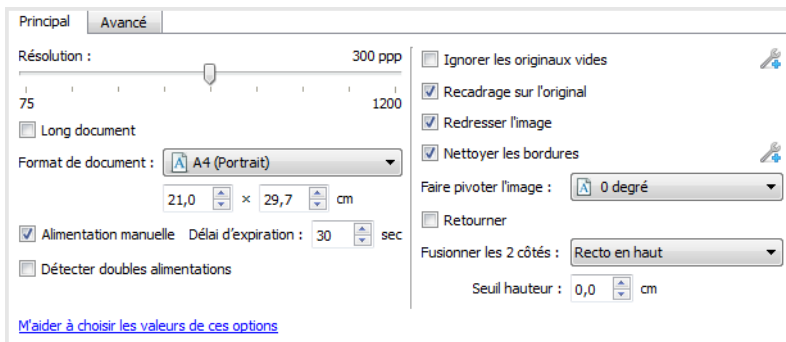 Principal Avancé
Résolution : 300 ppp
75 1200
Long document
Format de document : A4 (Portrait)
21,0 × 29,7 cm
Alimentation manuelle Délai d'expiration : 30 sec
Détecter doubles alimentations
M'aider à choisir les valeurs de ces options
Ignorer les originaux vides
Recadrage sur l'original
Redresser l'image
Nettoyer les bordures
Faire pivoter l'image : 0 degré
Retourner
Fusionner les 2 côtés : Recto en haut
Seuil hauteur : 0,0 cm